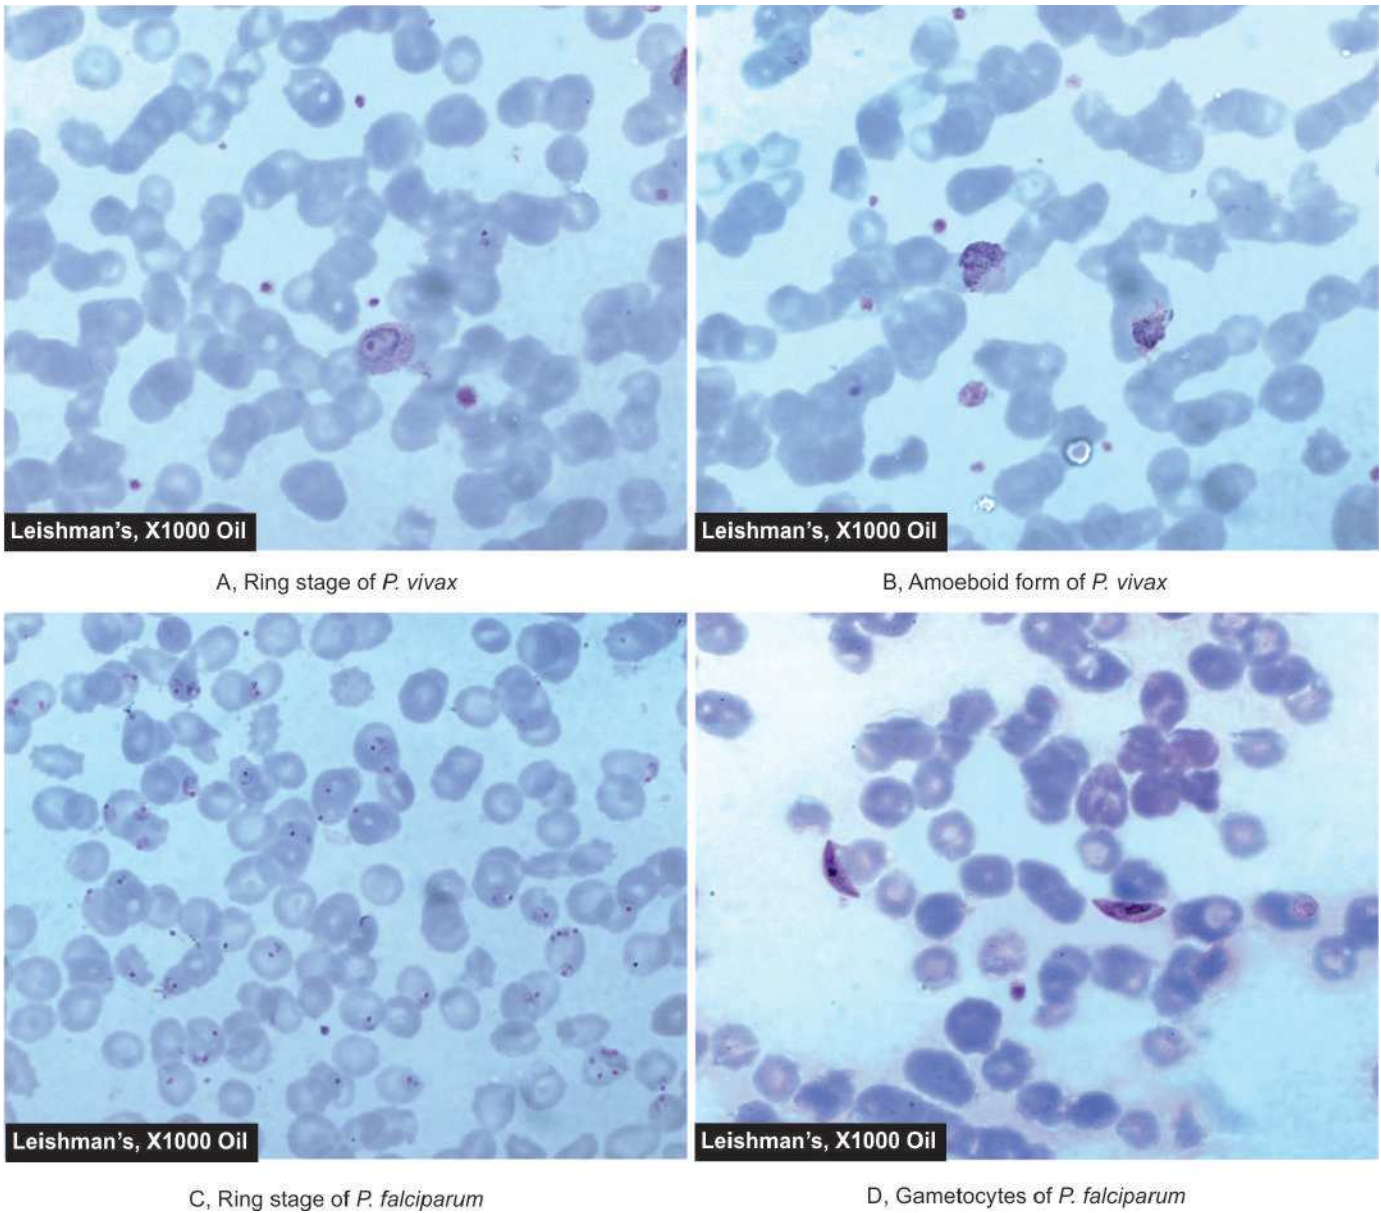 Leishman's, X1000 Oil
Leishman's, X1000 Oil
A, Ring stage of P. vivax
B, Amoeboid form of P. vivax
Leishman's, X1000 Oil
Leishman's, X1000 Oil
C, Ring stage of P. falciparum
D, Gametocytes of P. falciparum